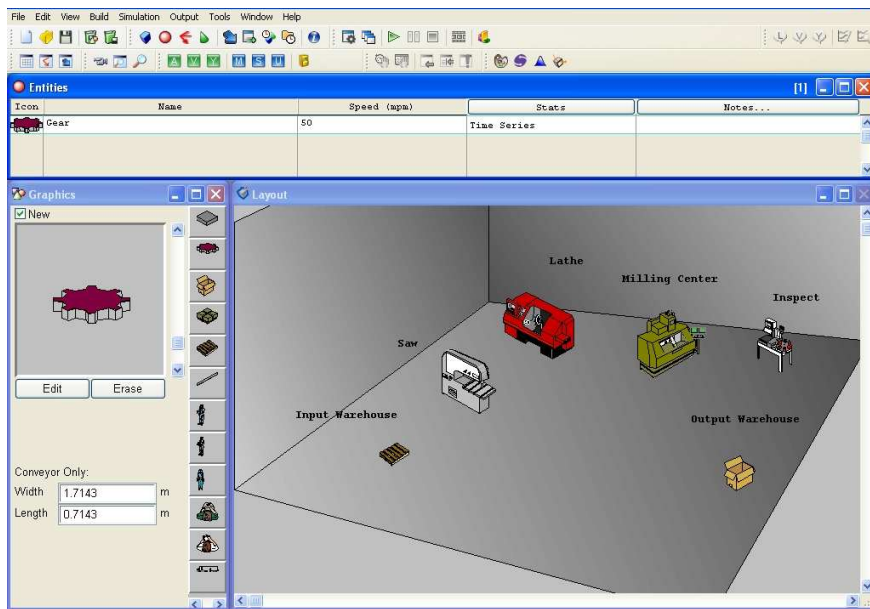 File Edit View Build Simulation Output Tools Window Help
Entities [1]
Icon Name Speed (mpm) Stats Notes...
Gear 50 Time Series
Graphics
New
Edit Erase
Conveyor Only:
Width 1.7143 m
Length 0.7143 m
Layout
Lathe
Milling Center
Inspect
Saw
Input Warehouse
Output Warehouse